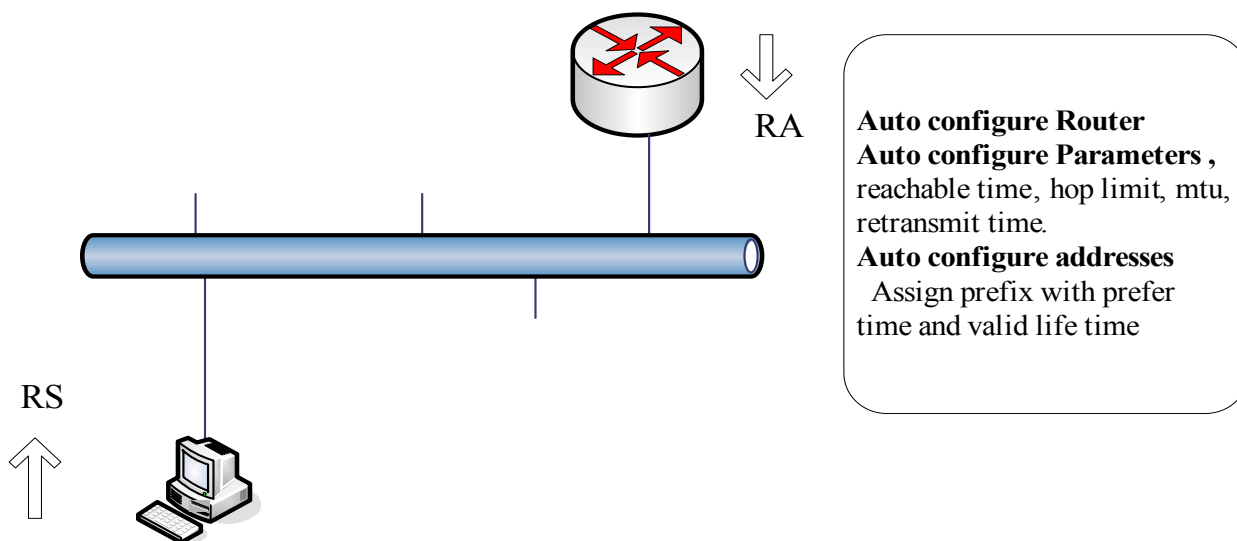 RA
Auto configure Router
Auto configure Parameters ,
reachable time, hop limit, mtu,
retransmit time.
Auto configure addresses
Assign prefix with prefer
time and valid life time
RS